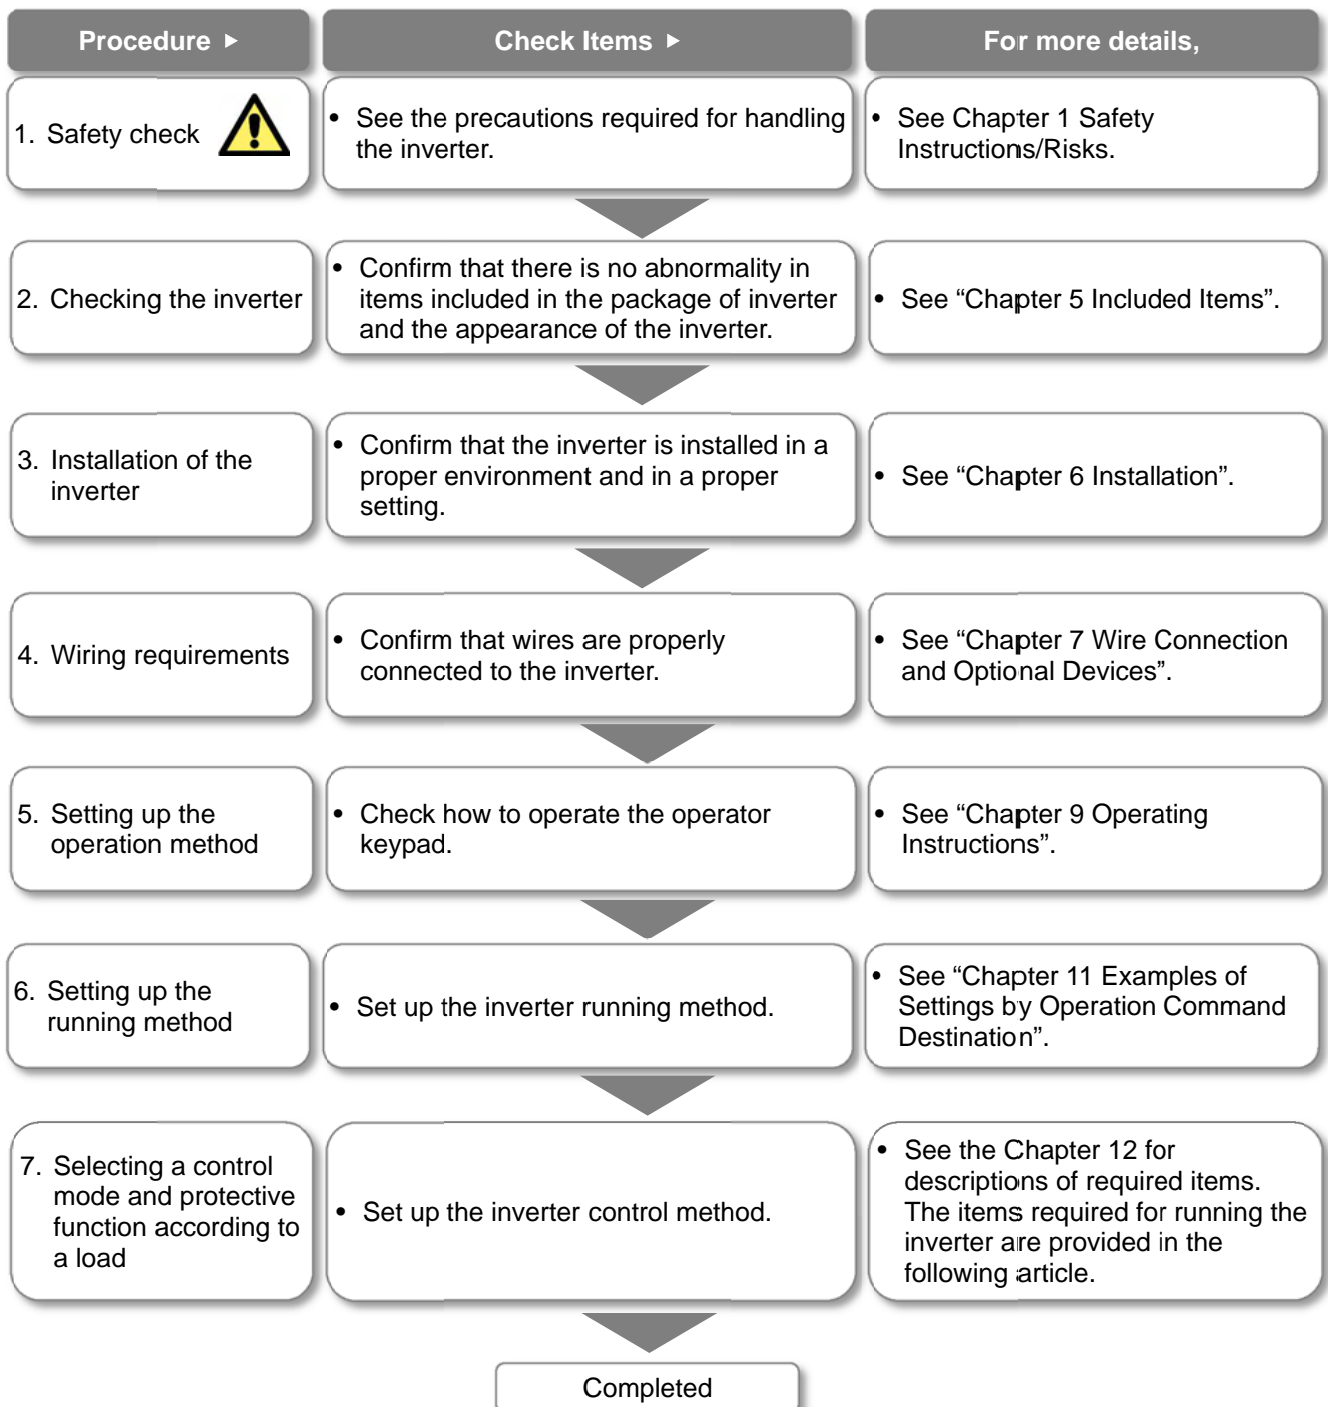 Procedure ▶
Check Items ▶
For more details,
1. Safety check
• See the precautions required for handling
the inverter.
• See Chapter 1 Safety
Instructions/Risks.
2. Checking the inverter
• Confirm that there is no abnormality in
items included in the package of inverter
and the appearance of the inverter.
• See “Chapter 5 Included Items”.
3. Installation of the
inverter
• Confirm that the inverter is installed in a
proper environment and in a proper
setting.
• See “Chapter 6 Installation”.
4. Wiring requirements
• Confirm that wires are properly
connected to the inverter.
• See “Chapter 7 Wire Connection
and Optional Devices”.
5. Setting up the
operation method
• Check how to operate the operator
keypad.
• See “Chapter 9 Operating
Instructions”.
6. Setting up the
running method
• Set up the inverter running method.
• See “Chapter 11 Examples of
Settings by Operation Command
Destination”.
7. Selecting a control
mode and protective
function according to
a load
• Set up the inverter control method.
• See the Chapter 12 for
descriptions of required items.
The items required for running the
inverter are provided in the
following article.
Completed